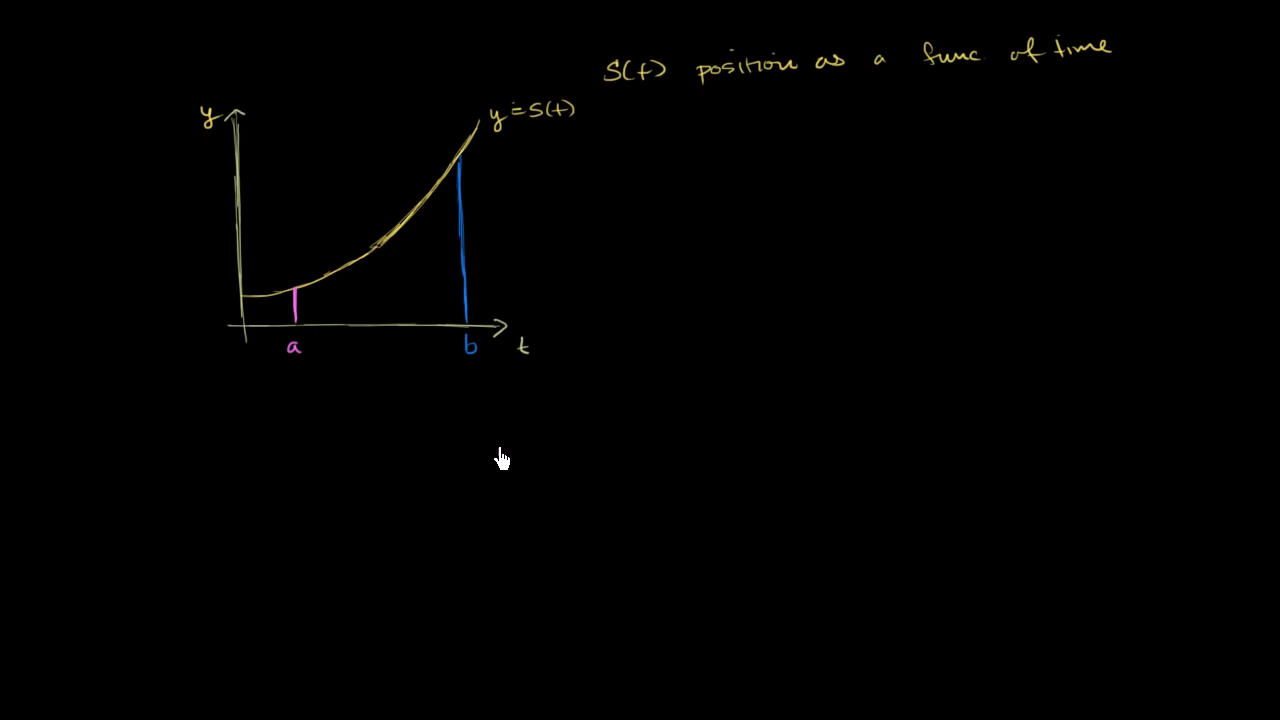 S(t) position as a func. of time
y = S(t)
y
a
b
t